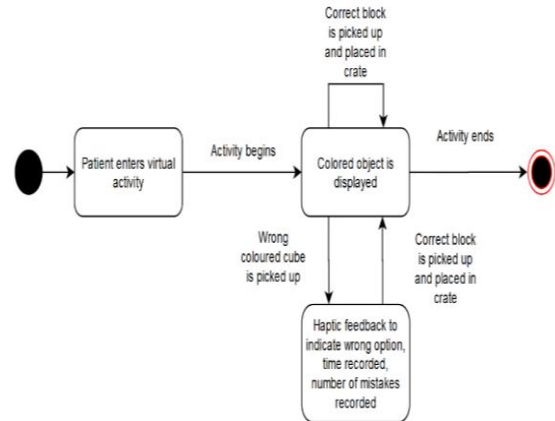 Correct block
is picked up
and placed in
crate
Patient enters virtual
activity
Activity begins
Colored object is
displayed
Activity ends
Wrong
coloured cube
is picked up
Correct block
is picked up
and placed in
crate
Haptic feedback to
indicate wrong option,
time recorded,
number of mistakes
recorded